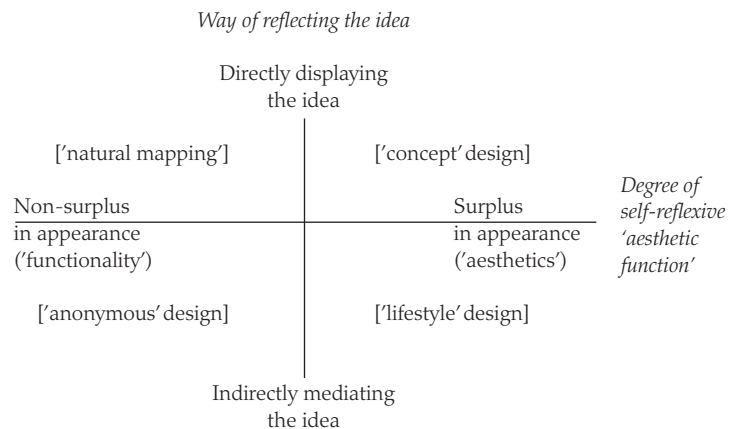 Way of reflecting the idea
Directly displaying
the idea
['natural mapping'] ['concept' design]
Non-surplus Surplus
in appearance in appearance
('functionality') ('aesthetics')
Degree of
self-reflexive
'aesthetic
function'
['anonymous' design] ['lifestyle' design]
Indirectly mediating
the idea